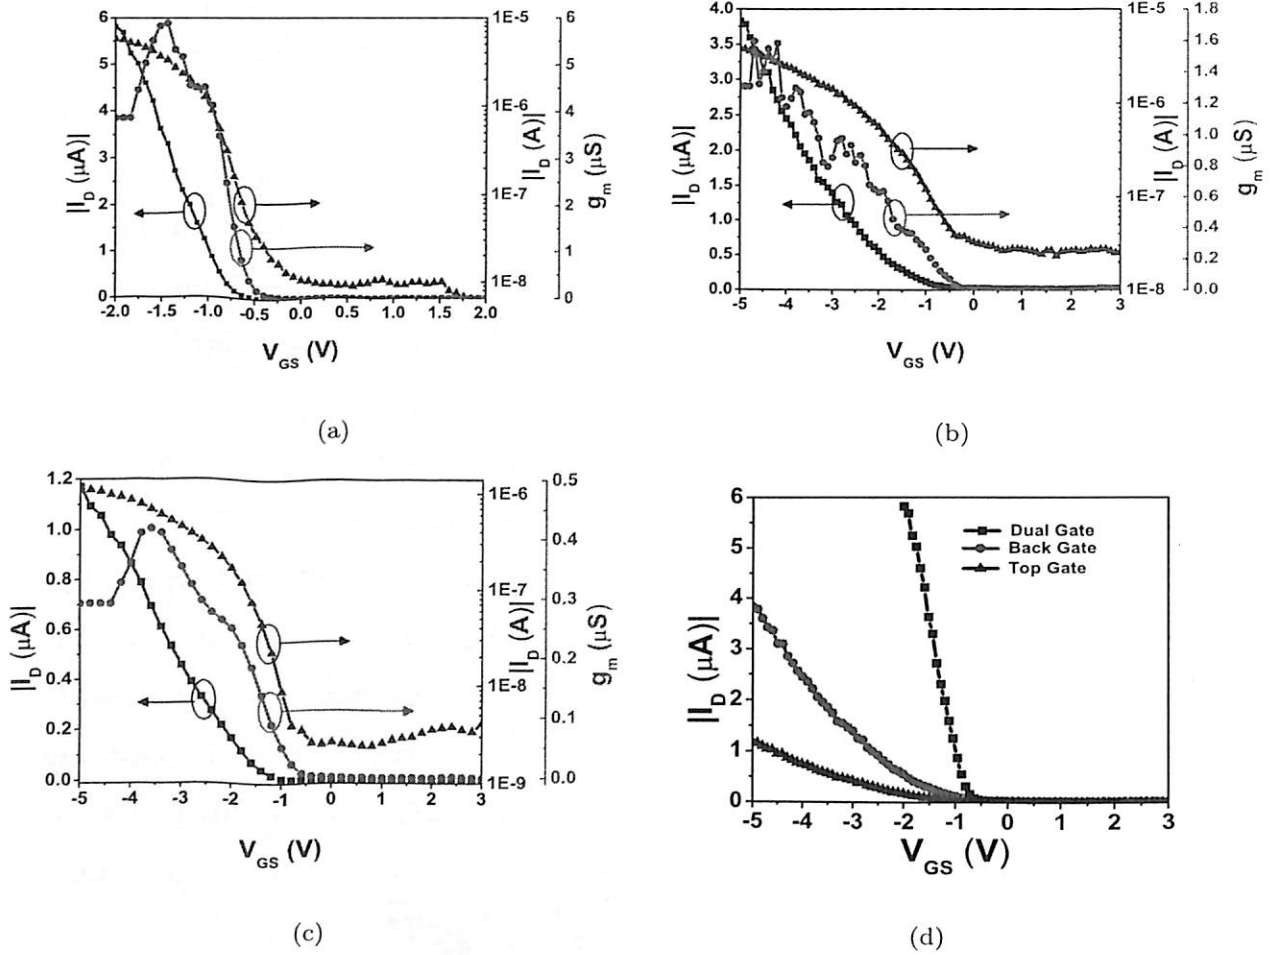 6
5
4
3
2
1
0
|I_D (μA)|
-2.0 -1.5 -1.0 -0.5 0.0 0.5 1.0 1.5 2.0
V_GS (V)
1E-5
1E-6
1E-7
1E-8
|I_D (A)|
6
5
4
3
2
1
0
g_m (μS)
(a)
4.0
3.5
3.0
2.5
2.0
1.5
1.0
0.5
0.0
|I_D (μA)|
-5 -4 -3 -2 -1 0 1 2 3
V_GS (V)
1E-5
1E-6
1E-7
1E-8
|I_D (A)|
1.8
1.6
1.4
1.2
1.0
0.8
0.6
0.4
0.2
0.0
g_m (μS)
(b)
1.2
1.0
0.8
0.6
0.4
0.2
0.0
|I_D (μA)|
-5 -4 -3 -2 -1 0 1 2 3
V_GS (V)
1E-6
1E-7
1E-8
1E-9
|I_D (A)|
0.5
0.4
0.3
0.2
0.1
0.0
g_m (μS)
(c)
6
5
4
3
2
1
0
|I_D (μA)|
Dual Gate
Back Gate
Top Gate
-5 -4 -3 -2 -1 0 1 2 3
V_GS (V)
(d)